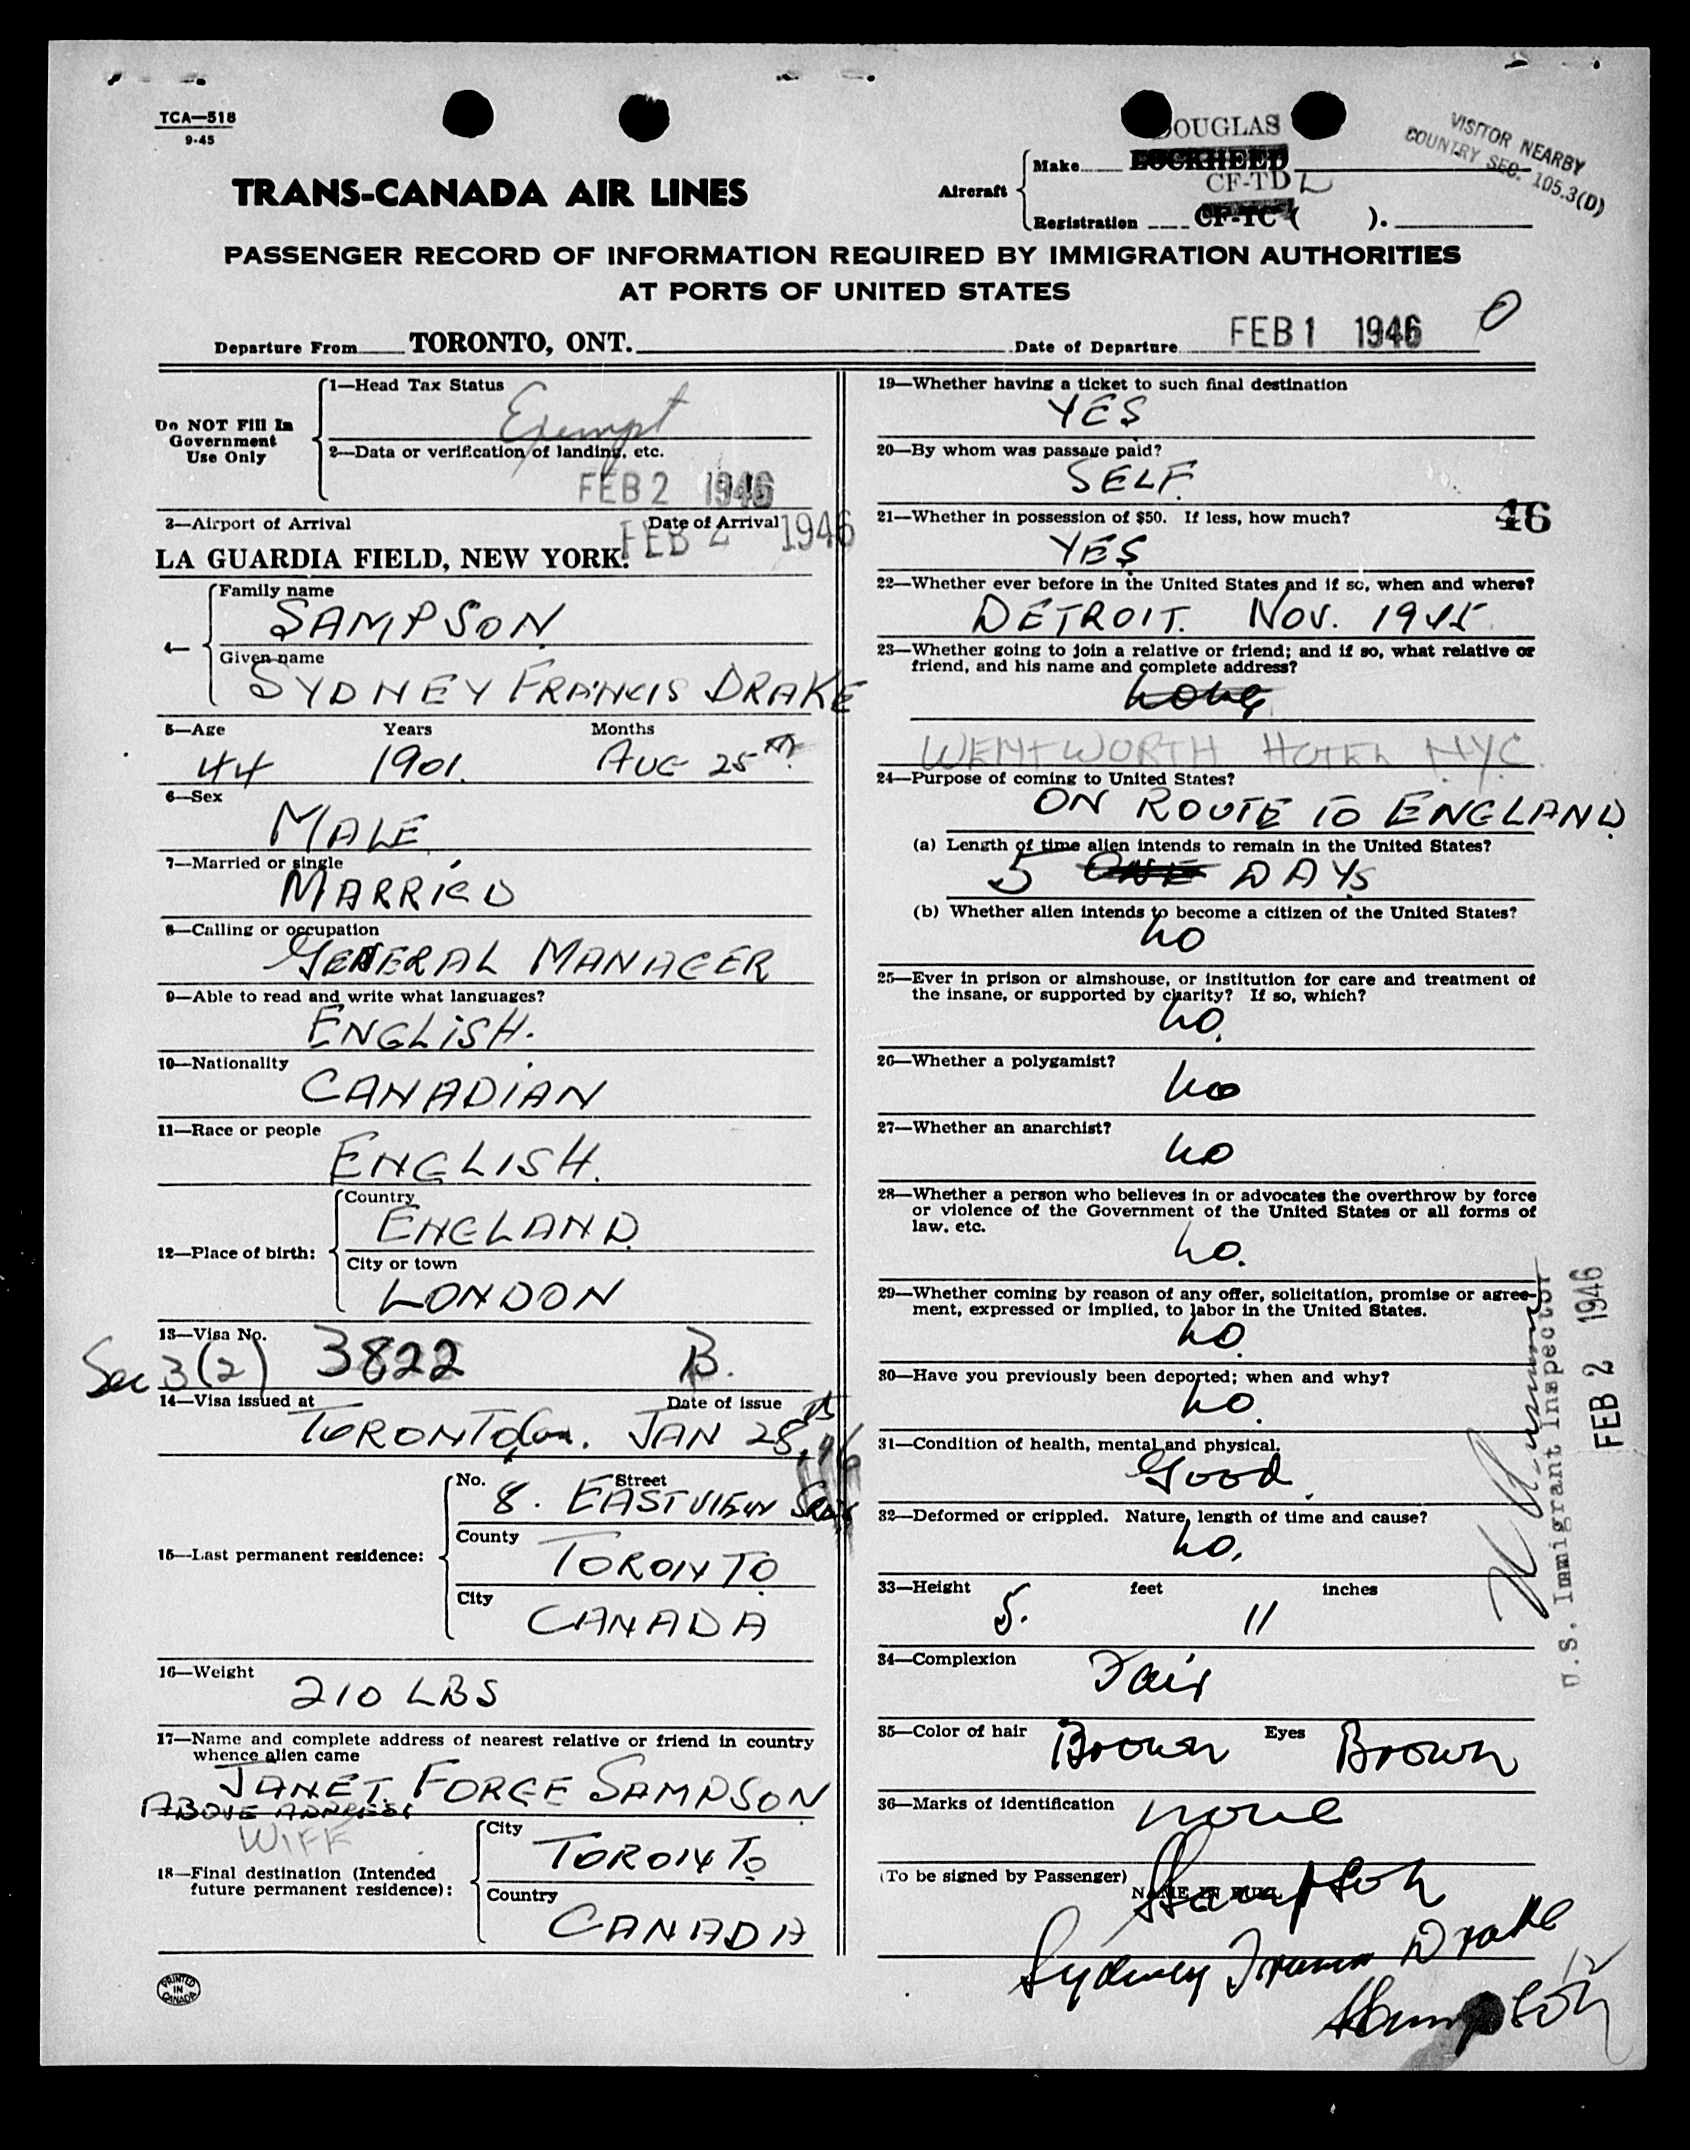 TCA—518
9-45
DOUGLAS
VISITOR NEARBY
COUNTRY SEC. 105.3(D)
TRANS-CANADA AIR LINES
Aircraft
Make LOCKHEED
CF-TDL
Registration CF-TC ( ).
PASSENGER RECORD OF INFORMATION REQUIRED BY IMMIGRATION AUTHORITIES
AT PORTS OF UNITED STATES
Departure From TORONTO, ONT. Date of Departure FEB 1 1946
Do NOT Fill In
Government
Use Only
1—Head Tax Status
Exempt
2—Data or verification of landing, etc.
FEB 2 1946
3—Airport of Arrival Date of Arrival
LA GUARDIA FIELD, NEW YORK. FEB 2 1946
4—
Family name
SAMPSON
Given name
SYDNEY FRANCIS DRAKE
5—Age Years Months
44 1901. AUG 25TH
6—Sex
MALE
7—Married or single
MARRIED
8—Calling or occupation
GENERAL MANAGER
9—Able to read and write what languages?
ENGLISH.
10—Nationality
CANADIAN
11—Race or people
ENGLISH.
12—Place of birth:
Country
ENGLAND
City or town
LONDON
13—Visa No.
Sec 3(2) 3822 B.
14—Visa issued at Date of issue
TORONTO, Can. JAN 28th, 46
15—Last permanent residence:
No. Street
8. EASTVIEW
County
TORONTO
City
CANADA
16—Weight
210 LBS
17—Name and complete address of nearest relative or friend in country
whence alien came
JANET FORGE SAMPSON
ABOVE ADDRESS
WIFE
18—Final destination (Intended
future permanent residence):
City
TORONTO
Country
CANADA
PRINTED
IN
CANADA
19—Whether having a ticket to such final destination
YES
20—By whom was passage paid?
SELF
46
21—Whether in possession of $50. If less, how much?
YES
22—Whether ever before in the United States and if so, when and where?
DETROIT. NOV. 1945
23—Whether going to join a relative or friend; and if so, what relative or
friend, and his name and complete address?
none
WENTWORTH HOTEL N.Y.C.
24—Purpose of coming to United States?
ON ROUTE TO ENGLAND
(a) Length of time alien intends to remain in the United States?
5 ONE DAYS
(b) Whether alien intends to become a citizen of the United States?
no
25—Ever in prison or almshouse, or institution for care and treatment of
the insane, or supported by charity? If so, which?
no.
26—Whether a polygamist?
no
27—Whether an anarchist?
no
28—Whether a person who believes in or advocates the overthrow by force
or violence of the Government of the United States or all forms of
law, etc.
no.
29—Whether coming by reason of any offer, solicitation, promise or agree-
ment, expressed or implied, to labor in the United States.
no.
30—Have you previously been deported; when and why?
no.
31—Condition of health, mental and physical.
Good.
32—Deformed or crippled. Nature, length of time and cause?
no.
33—Height feet inches
5. 11
34—Complexion
Fair
35—Color of hair Brown Eyes Brown
36—Marks of identification
none
(To be signed by Passenger)
NAME IN FULL
Sampson
Sydney Francis Drake
Sampson
U.S. Immigrant Inspector
FEB 2 1946